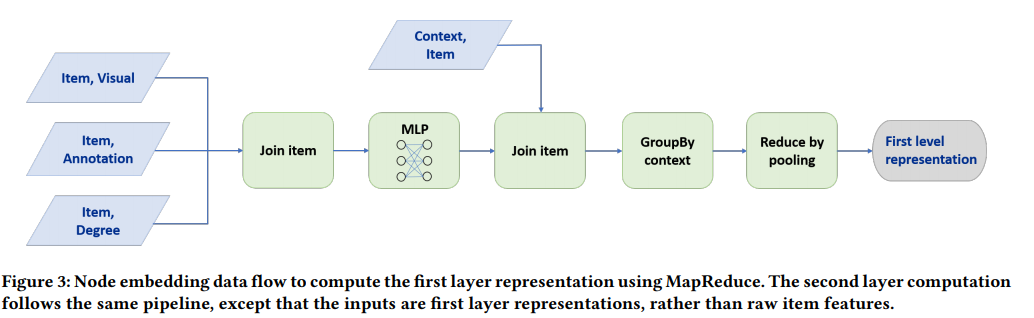 Context,
Item
Item, Visual
Item,
Annotation
Item,
Degree
Join item
MLP
Join item
GroupBy
context
Reduce by
pooling
First level
representation
Figure 3: Node embedding data flow to compute the first layer representation using MapReduce. The second layer computation
follows the same pipeline, except that the inputs are first layer representations, rather than raw item features.